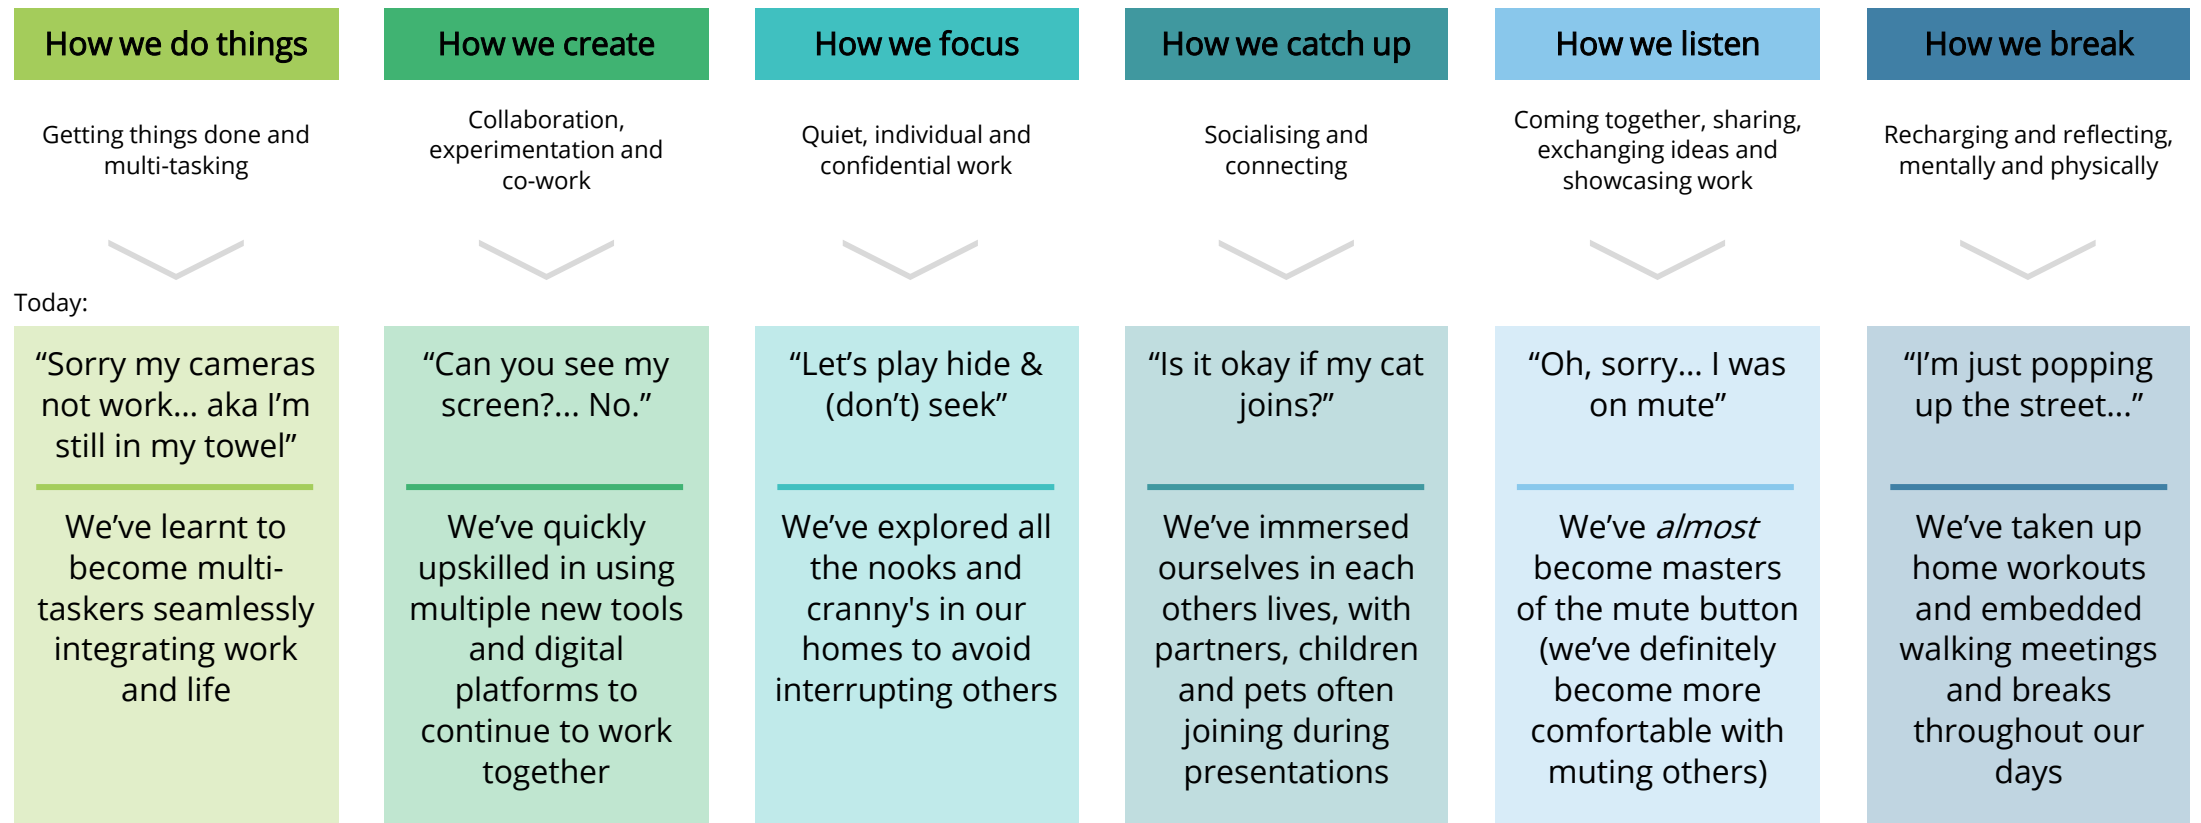 How we do things
Getting things done and
multi-tasking
How we create
Collaboration,
experimentation and
co-work
How we focus
Quiet, individual and
confidential work
How we catch up
Socialising and
connecting
How we listen
Coming together, sharing,
exchanging ideas and
showcasing work
How we break
Recharging and reflecting,
mentally and physically
Today:
“Sorry my cameras
not work... aka I’m
still in my towel”
We’ve learnt to
become multi-
taskers seamlessly
integrating work
and life
“Can you see my
screen?... No.”
We’ve quickly
upskilled in using
multiple new tools
and digital
platforms to
continue to work
together
“Let’s play hide &
(don’t) seek”
We’ve explored all
the nooks and
cranny's in our
homes to avoid
interrupting others
“Is it okay if my cat
joins?”
We’ve immersed
ourselves in each
others lives, with
partners, children
and pets often
joining during
presentations
“Oh, sorry... I was
on mute”
We’ve almost
become masters
of the mute button
(we’ve definitely
become more
comfortable with
muting others)
“I’m just popping
up the street...”
We’ve taken up
home workouts
and embedded
walking meetings
and breaks
throughout our
days